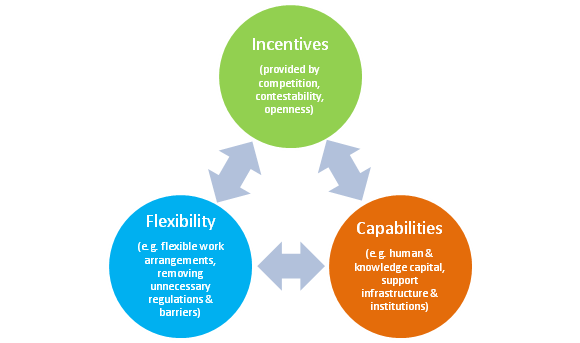 Incentives
(provided by
competition,
contestability,
openness)
Flexibility
(e.g. flexible work
arrangements,
removing
unnecessary
regulations &
barriers)
Capabilities
(e.g. human &
knowledge capital,
support
infrastructure &
institutions)